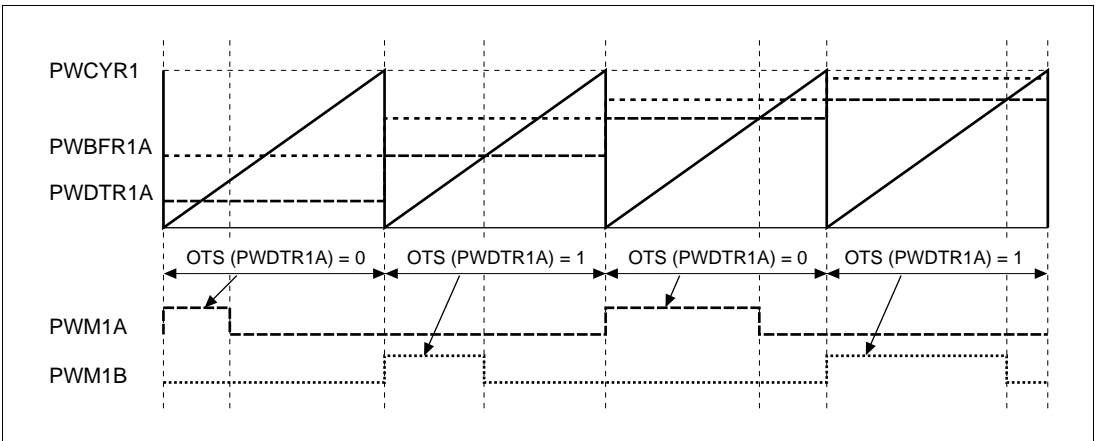 PWCYR1
PWBFR1A
PWDTR1A
OTS (PWDTR1A) = 0 OTS (PWDTR1A) = 1 OTS (PWDTR1A) = 0 OTS (PWDTR1A) = 1
PWM1A
PWM1B